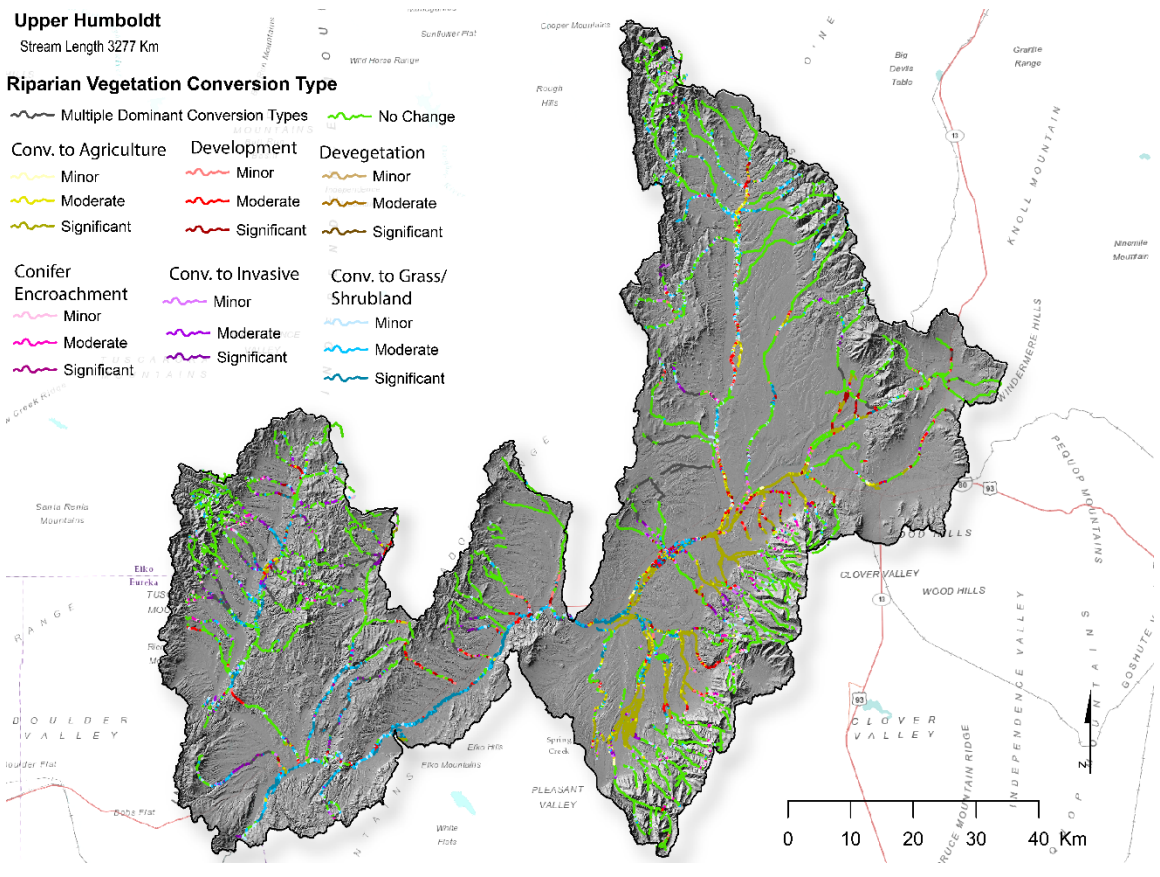 Upper Humboldt
Stream Length 3277 Km
Riparian Vegetation Conversion Type
Multiple Dominant Conversion Types
No Change
Conv. to Agriculture
Minor
Moderate
Significant
Development
Minor
Moderate
Significant
Devegetation
Minor
Moderate
Significant
Conifer
Encroachment
Minor
Moderate
Significant
Conv. to Invasive
Minor
Moderate
Significant
Conv. to Grass/
Shrubland
Minor
Moderate
Significant
Sunflower Flat
Wild Horse Range
Cooper Mountains
Rough
Hills
Big
Devils
Table
Granite
Range
KNOLL MOUNTAIN
Ninemile
Mountain
WINDERMERE HILLS
PEQUOP MOUNTAINS
93
CLOVER VALLEY
WOOD HILLS
INDEPENDENCE VALLEY
GOSHUTE
93
CLOVER
VALLEY
Santa Renia
Mountains
Elko
Eureka
RANGE
BOULDER
VALLEY
Boulder Flat
Bobs Flat
Elko Hills
Elko Mountains
Spring
Creek
PLEASANT
VALLEY
White
Flats
MOUNTAINS
Z
0 10 20 30 40 Km